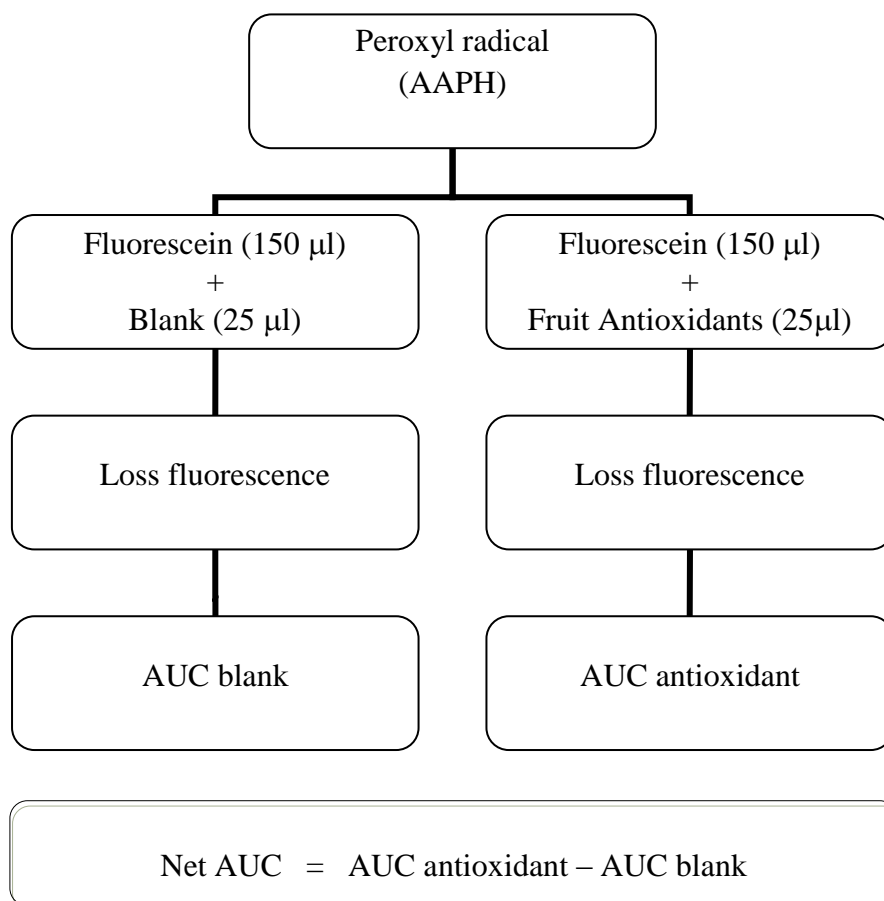 Peroxyl radical
(AAPH)
Fluorescein (150 μl)
+
Blank (25 μl)
Fluorescein (150 μl)
+
Fruit Antioxidants (25μl)
Loss fluorescence
Loss fluorescence
AUC blank
AUC antioxidant
Net AUC = AUC antioxidant – AUC blank